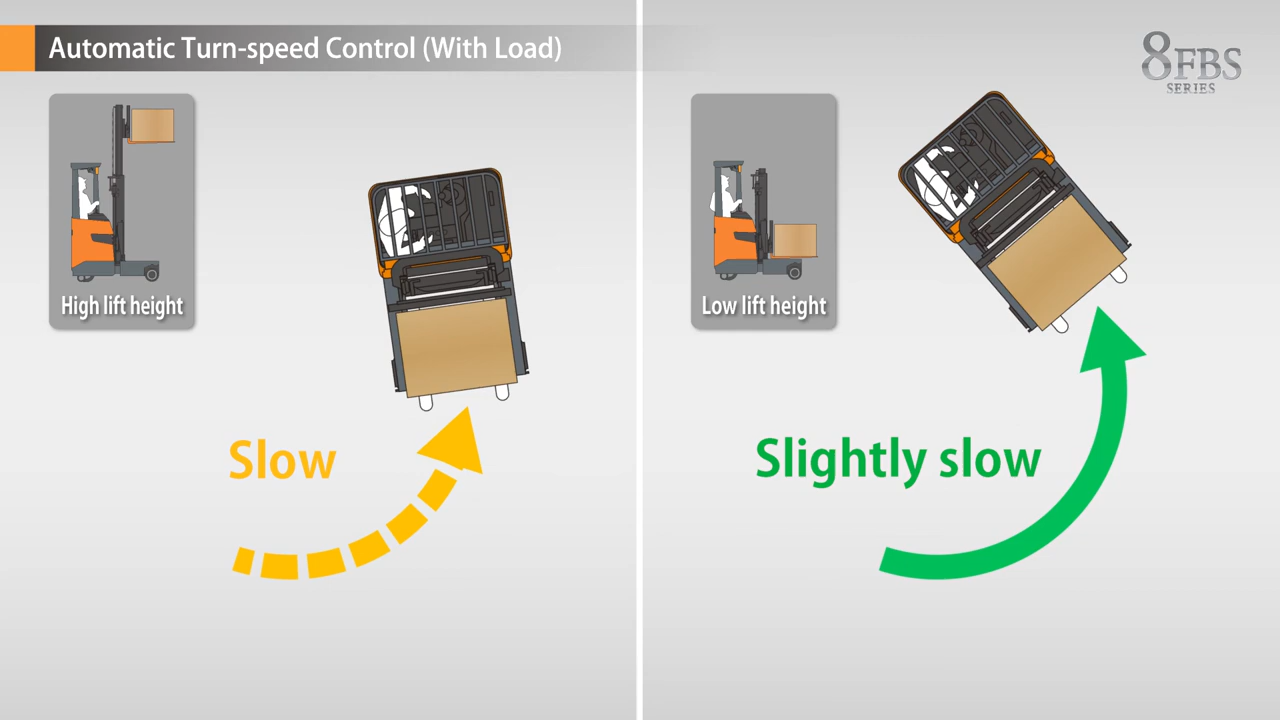 Automatic Turn-speed Control (With Load)
8FBS
SERIES
High lift height
Low lift height
Slow
Slightly slow